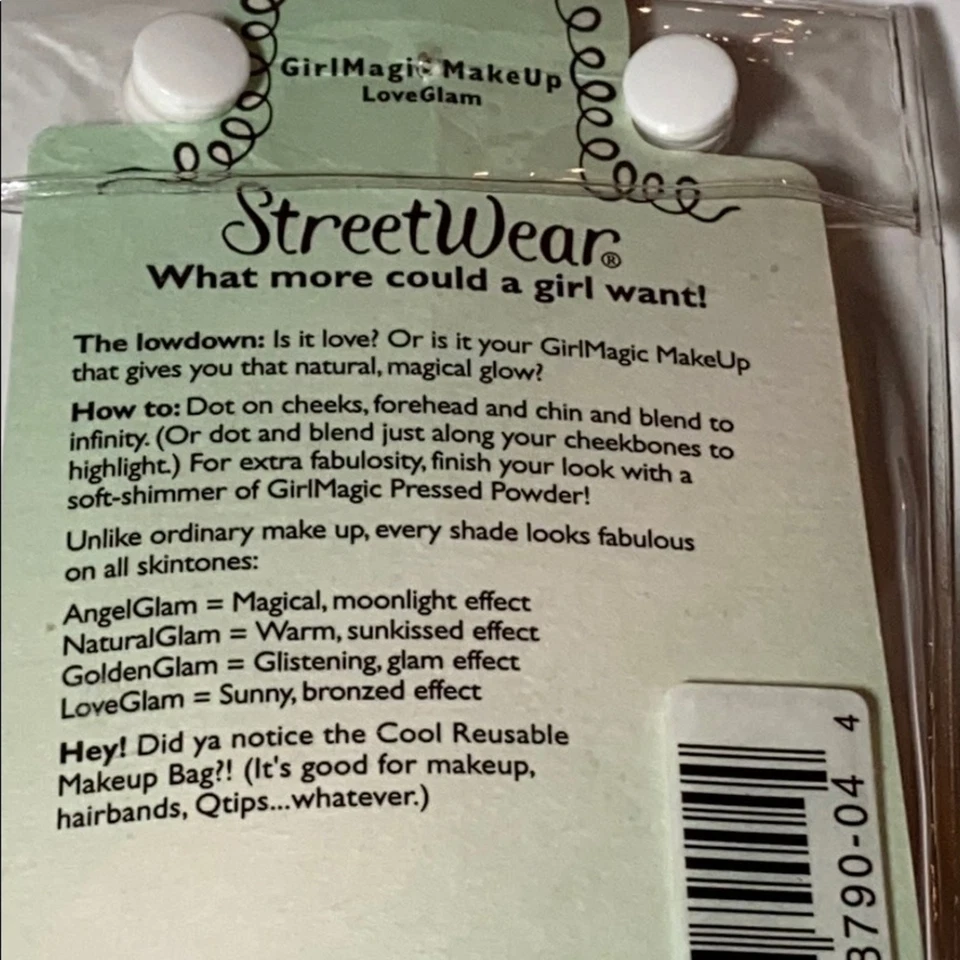 GirlMagic MakeUp
LoveGlam
StreetWear®
What more could a girl want!
The lowdown: Is it love? Or is it your GirlMagic MakeUp
that gives you that natural, magical glow?
How to: Dot on cheeks, forehead and chin and blend to
infinity. (Or dot and blend just along your cheekbones to
highlight.) For extra fabulosity, finish your look with a
soft-shimmer of GirlMagic Pressed Powder!
Unlike ordinary make up, every shade looks fabulous
on all skintones:
AngelGlam = Magical, moonlight effect
NaturalGlam = Warm, sunkissed effect
GoldenGlam = Glistening, glam effect
LoveGlam = Sunny, bronzed effect
Hey! Did ya notice the Cool Reusable
Makeup Bag?! (It's good for makeup,
hairbands, Qtips...whatever.)
8790-04 4